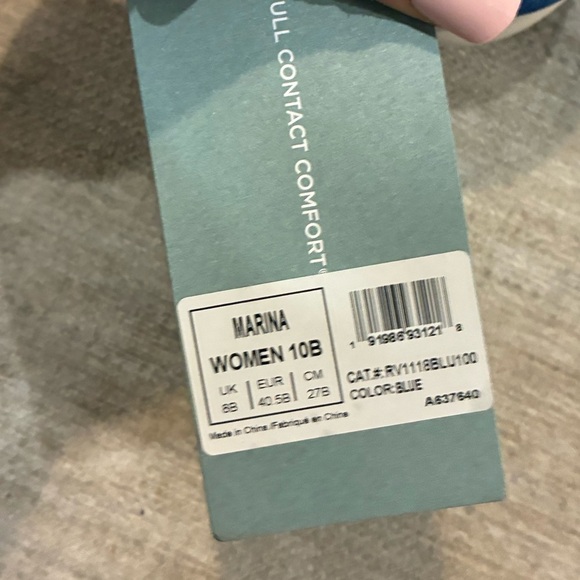 ULL CONTACT COMFORT®
MARINA
WOMEN 10B
UK EUR CM
8B 40.5B 27B
Made in China /Fabriqué en Chine
1 91986 93121 8
CAT.#:RV1118BLU100
COLOR:BLUE
A637640